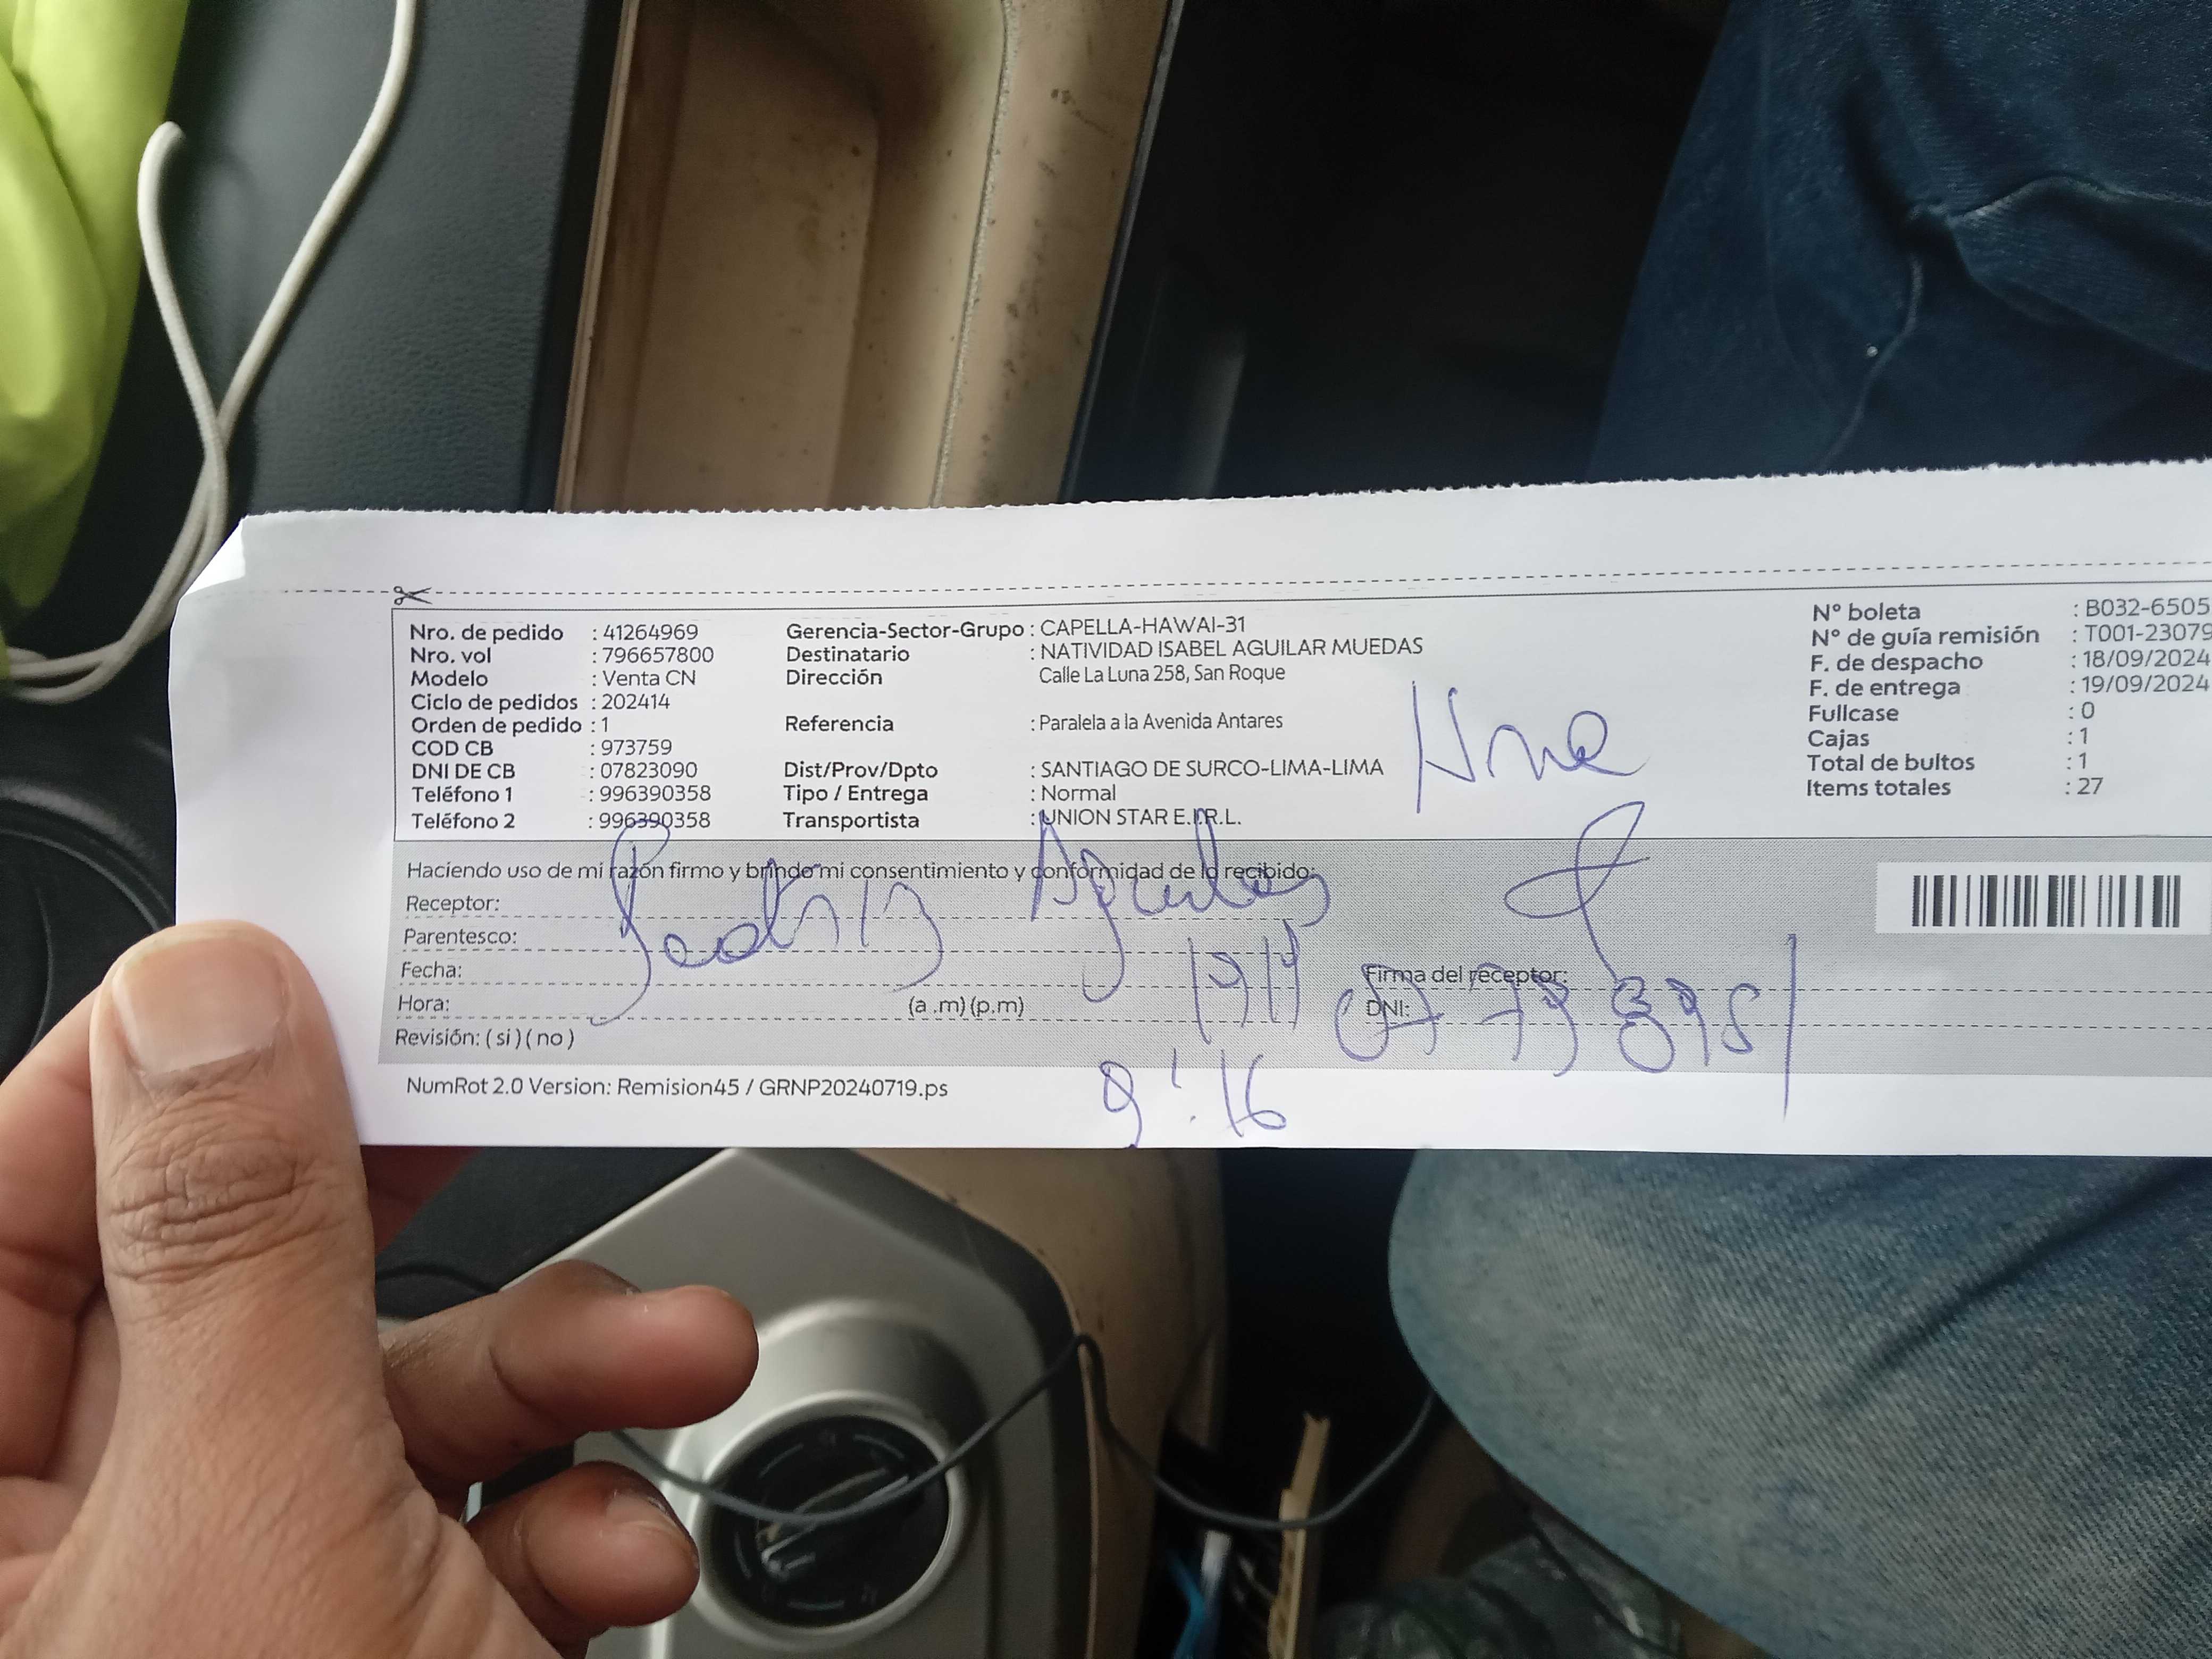 Nro. de pedido : 41264969 Gerencia-Sector-Grupo : CAPELLA-HAWAI-31 N° boleta : B032-6505
Nro. vol : 796657800 Destinatario : NATIVIDAD ISABEL AGUILAR MUEDAS N° de guía remisión : T001-23079
Modelo : Venta CN Dirección Calle La Luna 258, San Roque F. de despacho : 18/09/2024
Ciclo de pedidos : 202414 F. de entrega : 19/09/2024
Orden de pedido : 1 Referencia : Paralela a la Avenida Antares Fullcase : 0
COD CB : 973759 Hna Cajas : 1
DNI DE CB : 07823090 Dist/Prov/Dpto : SANTIAGO DE SURCO-LIMA-LIMA Total de bultos : 1
Teléfono 1 : 996390358 Tipo / Entrega : Normal Items totales : 27
Teléfono 2 : 996390358 Transportista : UNION STAR E.I.R.L.
Haciendo uso de mi razón firmo y brindo mi consentimiento y conformidad de lo recibido:
Receptor: Beatriz Aguilar
Parentesco:
Fecha: Firma del receptor:
Hora: (a .m) (p.m) DNI:
Revisión: ( si ) ( no )
NumRot 2.0 Version: Remision45 / GRNP20240719.ps 9:16